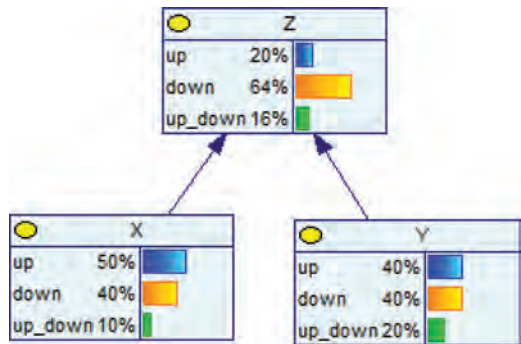 Z
up 20%
down 64%
up_down 16%
X
up 50%
down 40%
up_down 10%
Y
up 40%
down 40%
up_down 20%